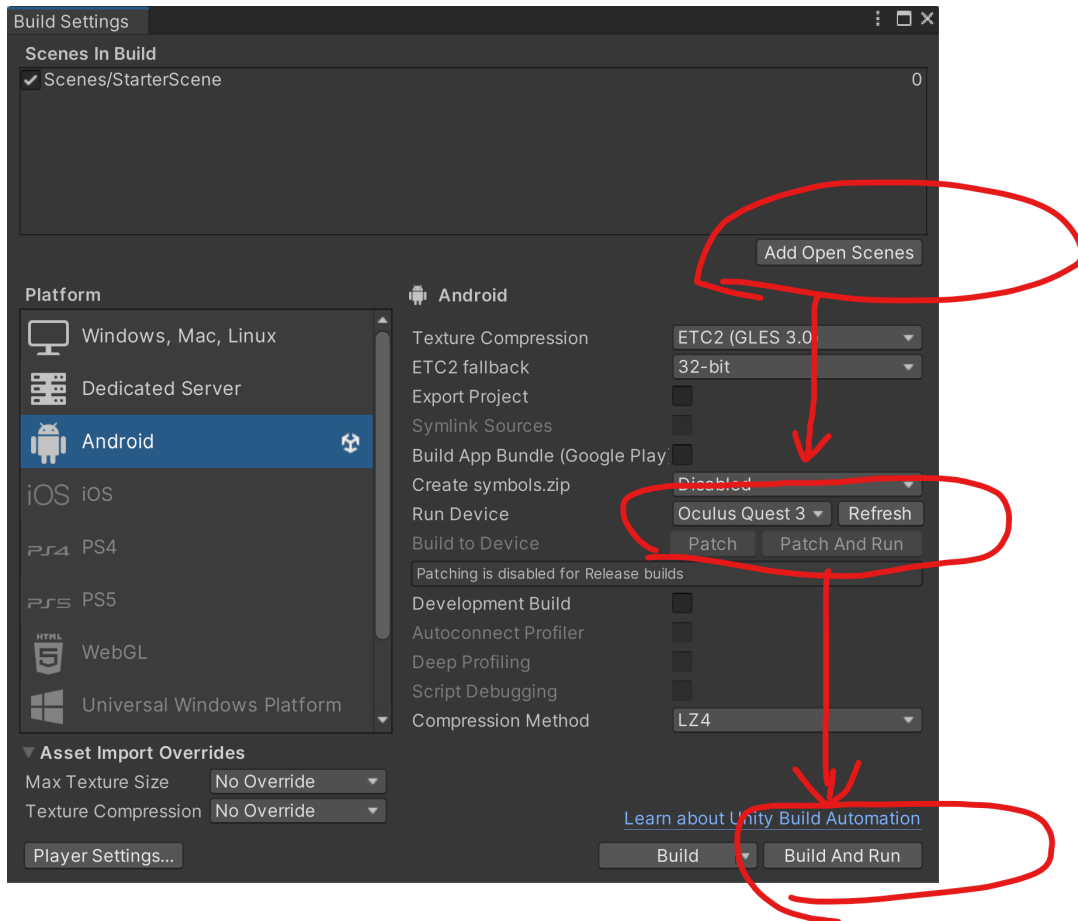 Build Settings
Scenes In Build
Scenes/StarterScene 0
Add Open Scenes
Platform
Windows, Mac, Linux
Dedicated Server
Android
iOS iOS
PS4 PS4
PS5 PS5
HTML 5 WebGL
Universal Windows Platform
Android
Texture Compression ETC2 (GLES 3.0)
ETC2 fallback 32-bit
Export Project
Symlink Sources
Build App Bundle (Google Play)
Create symbols.zip Disabled
Run Device Oculus Quest 3 Refresh
Build to Device Patch Patch And Run
Patching is disabled for Release builds
Development Build
Autoconnect Profiler
Deep Profiling
Script Debugging
Compression Method LZ4
Asset Import Overrides
Max Texture Size No Override
Texture Compression No Override
Learn about Unity Build Automation
Player Settings... Build Build And Run